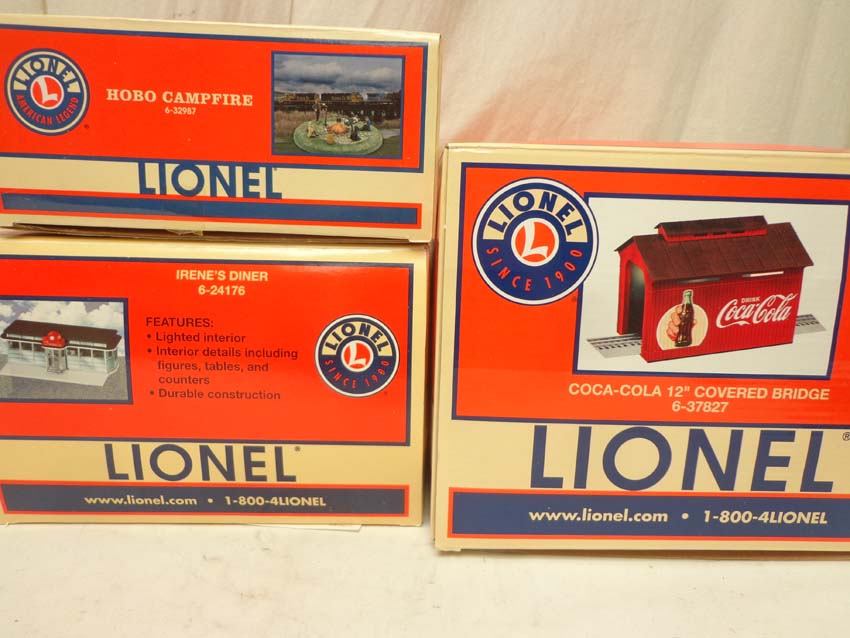 LIONEL
AMERICAN LEGEND
L
®
HOBO CAMPFIRE
6-32987
LIONEL
IRENE'S DINER
6-24176
FEATURES:
• Lighted interior
• Interior details including
figures, tables, and
counters
• Durable construction
LIONEL
SINCE 1900
L
®
LIONEL®
www.lionel.com • 1-800-4LIONEL
LIONEL
SINCE 1900
L
®
DRINK
Coca-Cola
COCA-COLA 12" COVERED BRIDGE
6-37827
LIONEL®
www.lionel.com • 1-800-4LIONEL